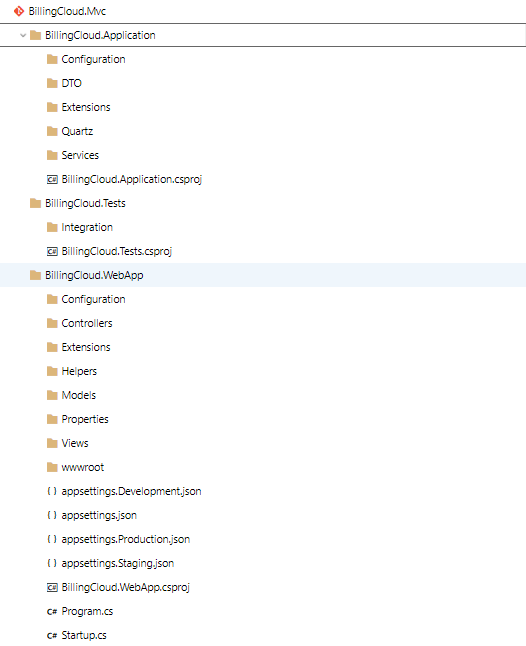 BillingCloud.Mvc
BillingCloud.Application
Configuration
DTO
Extensions
Quartz
Services
C# BillingCloud.Application.csproj
BillingCloud.Tests
Integration
C# BillingCloud.Tests.csproj
BillingCloud.WebApp
Configuration
Controllers
Extensions
Helpers
Models
Properties
Views
wwwroot
{ } appsettings.Development.json
{ } appsettings.json
{ } appsettings.Production.json
{ } appsettings.Staging.json
C# BillingCloud.WebApp.csproj
C# Program.cs
C# Startup.cs